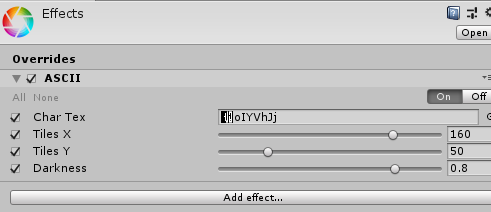 Effects
Open
Overrides
ASCII
All None On Off
Char Tex oIYVhJj
Tiles X 160
Tiles Y 50
Darkness 0.8
Add effect...